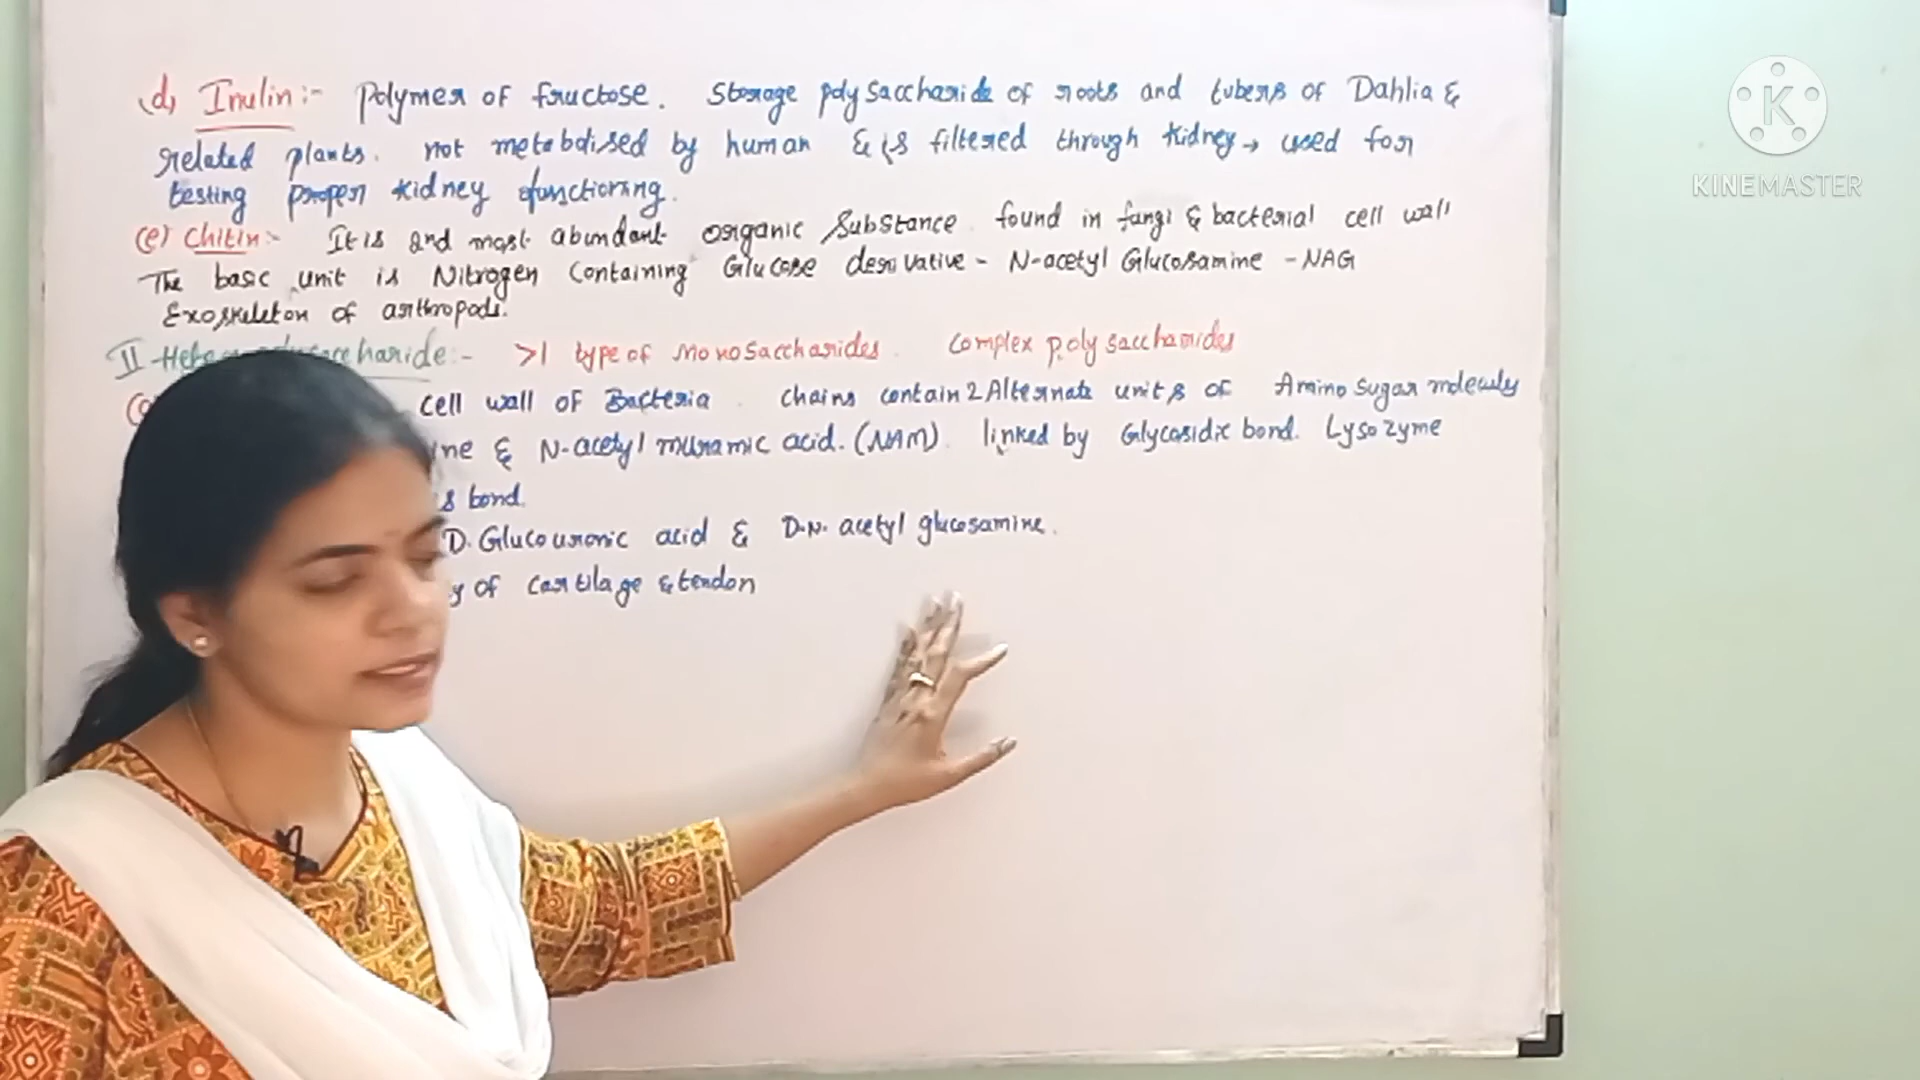 (d) Inulin:- Polymer of fructose. Storage polysaccharide of roots and tubers of Dahlia &
related plants. not metabolised by human & is filtered through kidney → used for
testing proper kidney functioning.
(e) Chitin:- It is 2nd most abundant organic Substance. found in fungi & bacterial cell wall
The basic unit is Nitrogen Containing Glucose derivative - N-acetyl Glucosamine - NAG
Exoskeleton of arthropods.
II :- >1 type of Monosaccharides. Complex polysaccharides
cell wall of Bacteria. chains contain 2 Alternate units of Amino sugar
& N-acetyl muramic acid. (NAM). linked by Glycosidic bond. Lysozyme
bond.
D. Glucouronic acid & D.N. acetyl glucosamine.
of cartilage & tendon
K
KINEMASTER